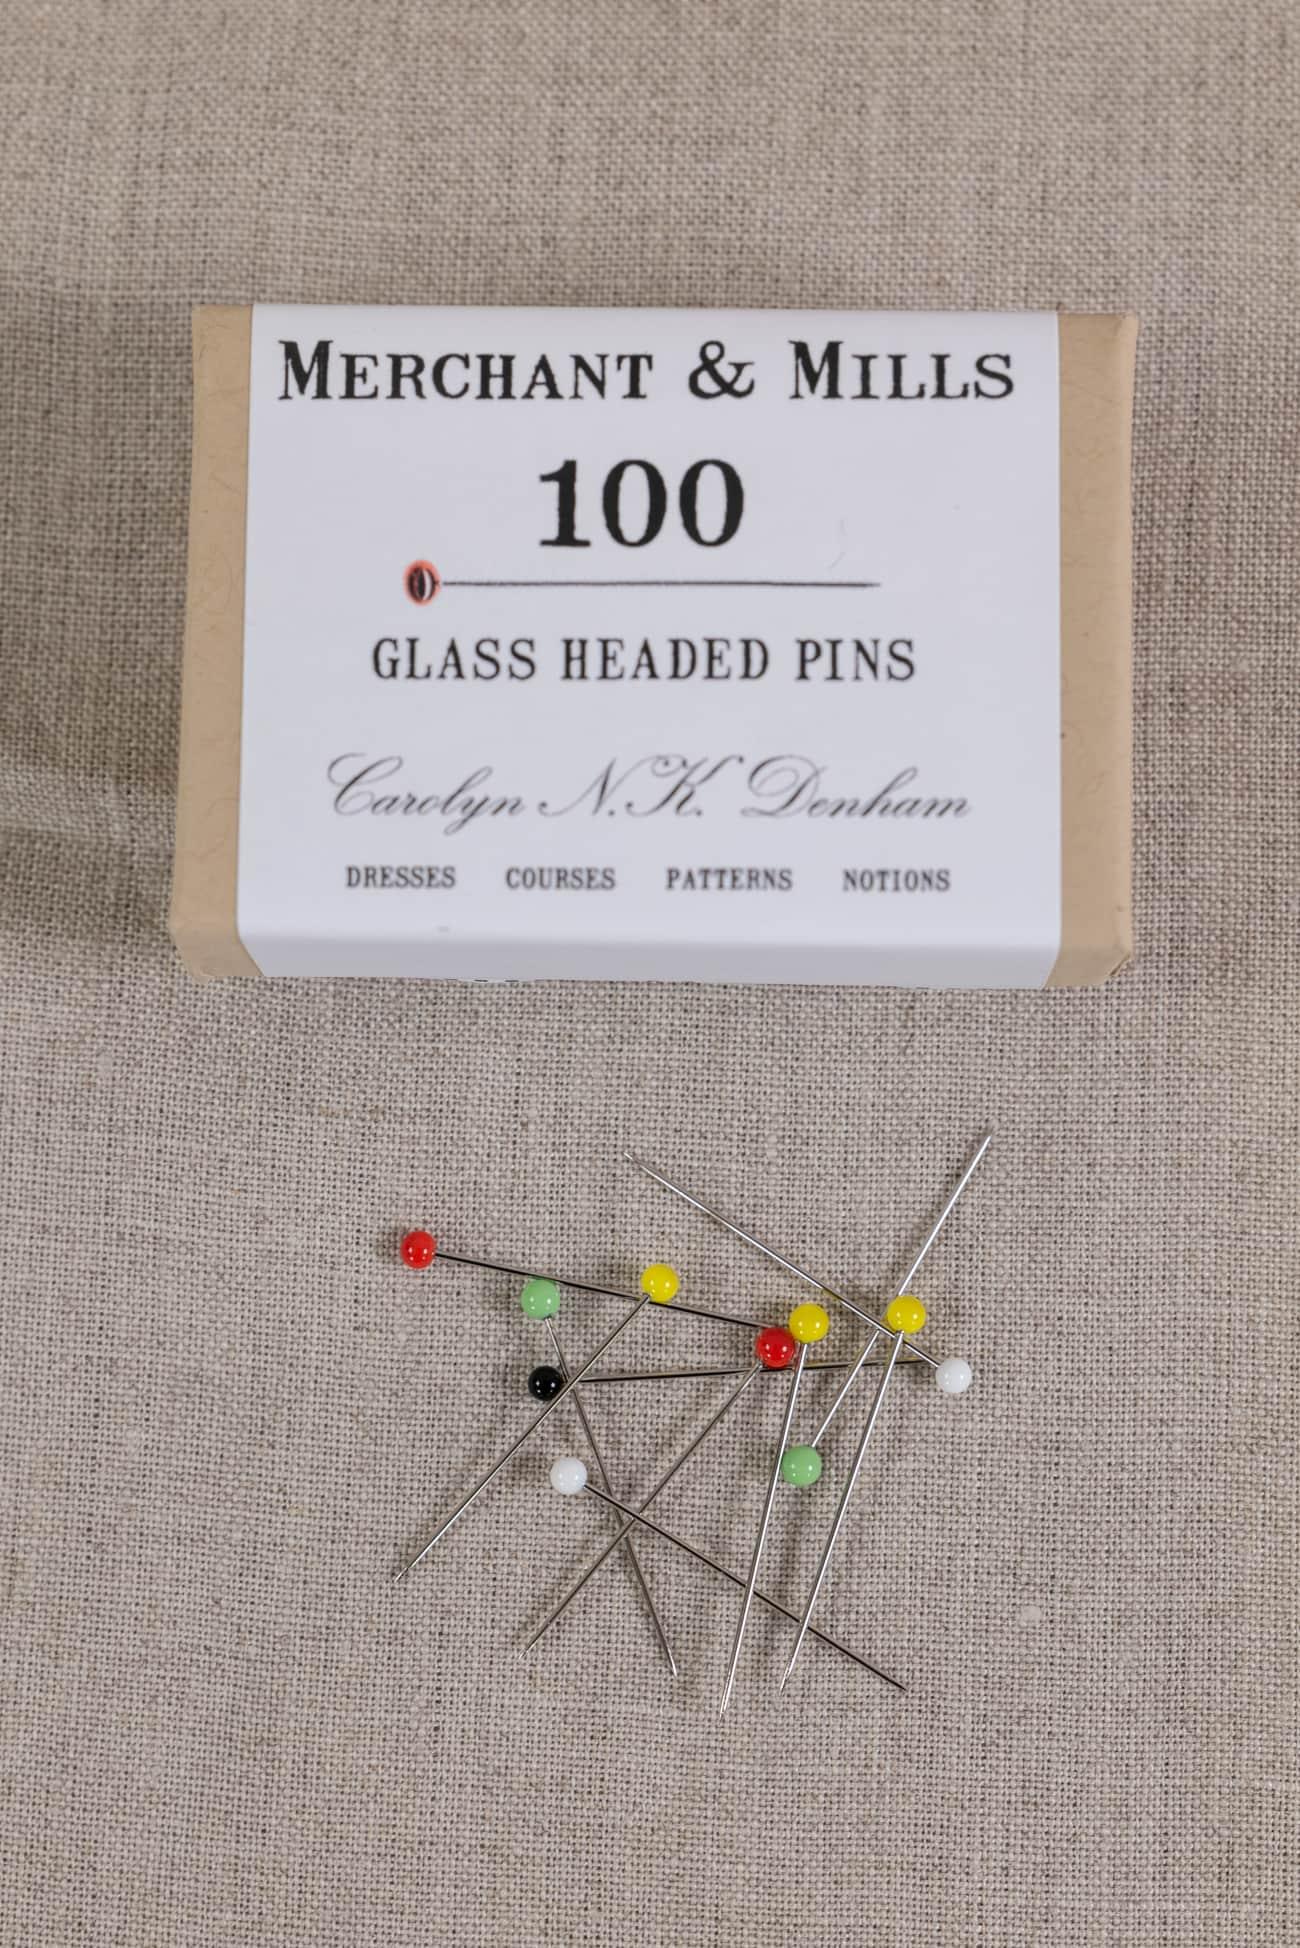 MERCHANT & MILLS
100
GLASS HEADED PINS
Carolyn N.K. Denham
DRESSES COURSES PATTERNS NOTIONS